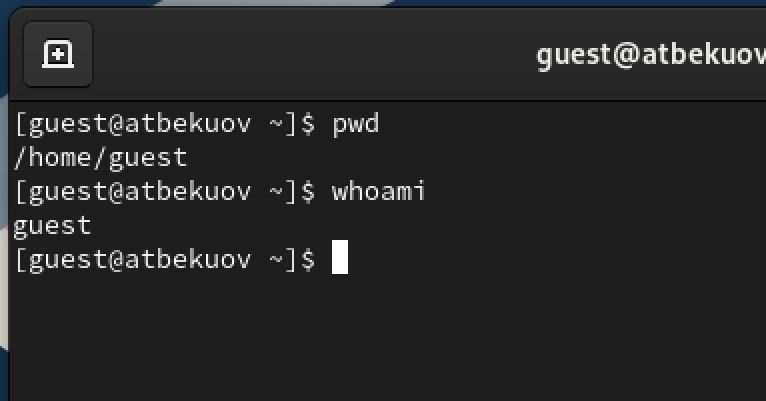 guest@atbekuov
[guest@atbekuov ~]$ pwd
/home/guest
[guest@atbekuov ~]$ whoami
guest
[guest@atbekuov ~]$